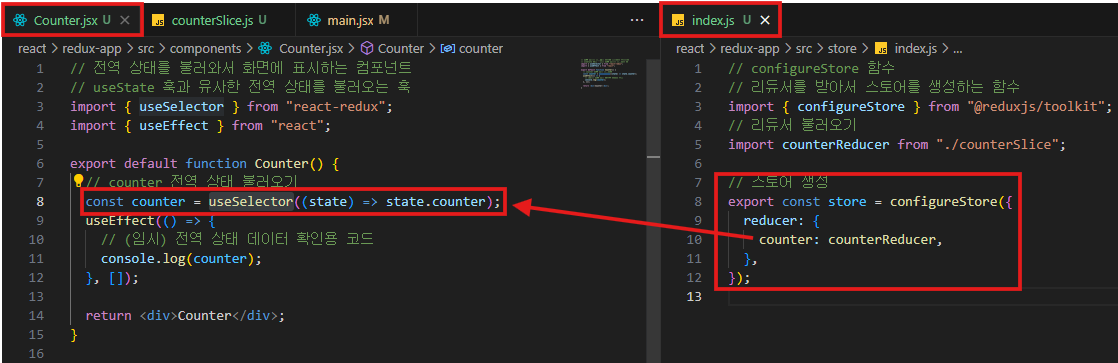 Counter.jsx U ×
counterSlice.js U
main.jsx M
...
react > redux-app > src > components > Counter.jsx > Counter > counter
1 // 전역 상태를 불러와서 화면에 표시하는 컴포넌트
2 // useState 훅과 유사한 전역 상태를 불러오는 훅
3 import { useSelector } from "react-redux";
4 import { useEffect } from "react";
5
6 export default function Counter() {
7 // counter 전역 상태 불러오기
8 const counter = useSelector((state) => state.counter);
9 useEffect(() => {
10 // (임시) 전역 상태 데이터 확인용 코드
11 console.log(counter);
12 }, []);
13
14 return <div>Counter</div>;
15 }
16
JS index.js U ×
react > redux-app > src > store > JS index.js > ...
1 // configureStore 함수
2 // 리듀서를 받아서 스토어를 생성하는 함수
3 import { configureStore } from "@reduxjs/toolkit";
4 // 리듀서 불러오기
5 import counterReducer from "./counterSlice";
6
7 // 스토어 생성
8 export const store = configureStore({
9 reducer: {
10 counter: counterReducer,
11 },
12 });
13